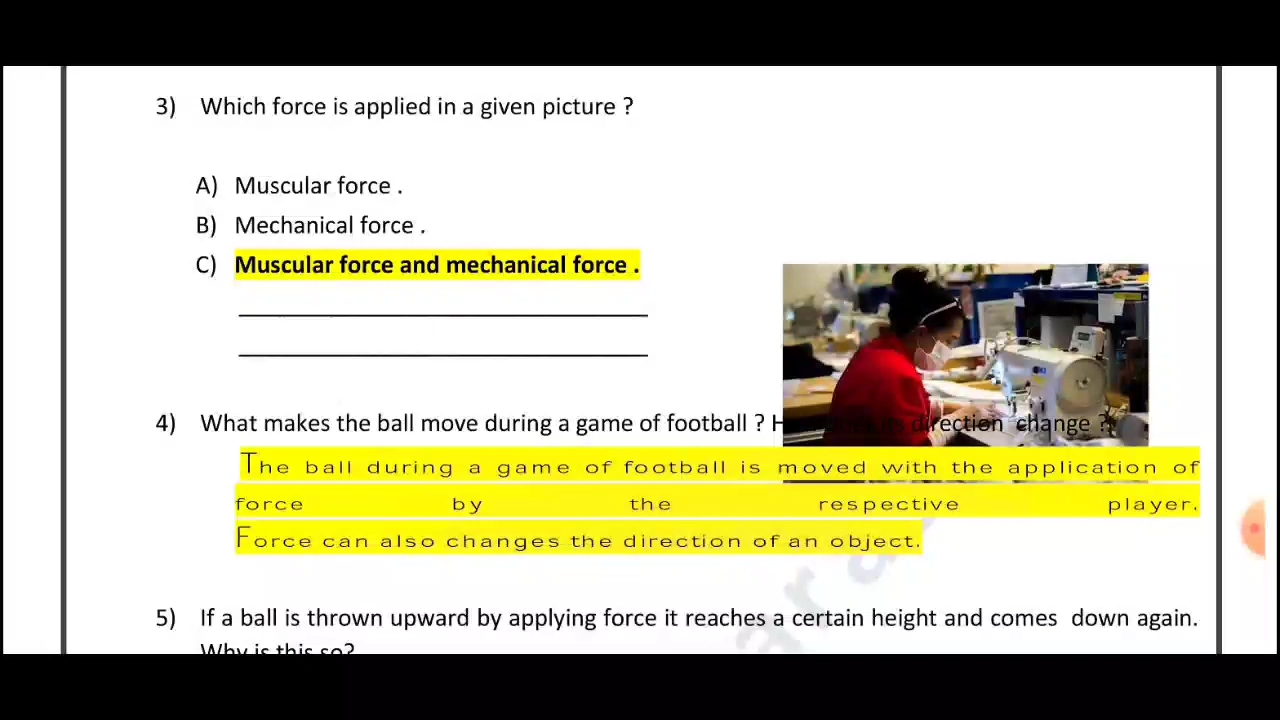 3) Which force is applied in a given picture ?
A) Muscular force .
B) Mechanical force .
C) Muscular force and mechanical force .
4) What makes the ball move during a game of football ? direction change ?
The ball during a game of football is moved with the application of
force by the respective player.
Force can also changes the direction of an object.
5) If a ball is thrown upward by applying force it reaches a certain height and comes down again.
Why is this so?